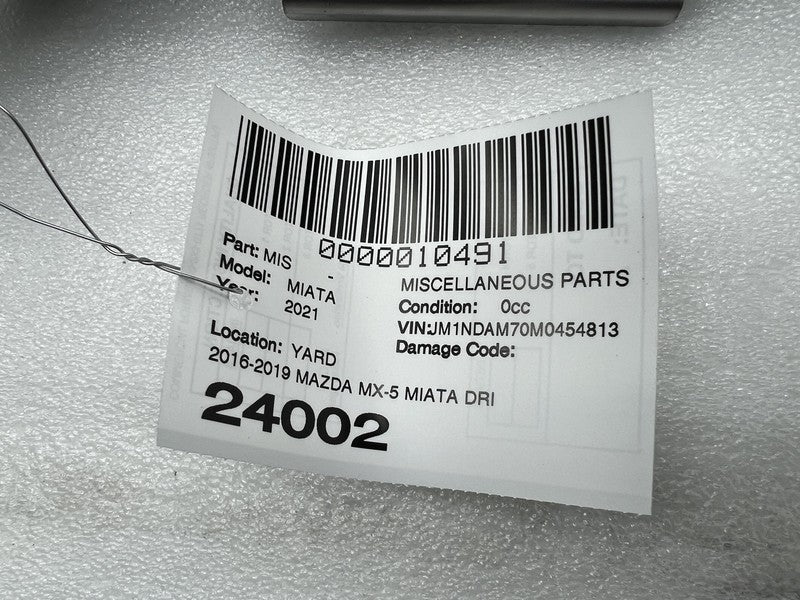 0000010491
Part: MIS -
MISCELLANEOUS PARTS
Model: MIATA
Condition: 0cc
Year: 2021
VIN:JM1NDAM70M0454813
Location: YARD
Damage Code:
2016-2019 MAZDA MX-5 MIATA DRI
24002
DATE: